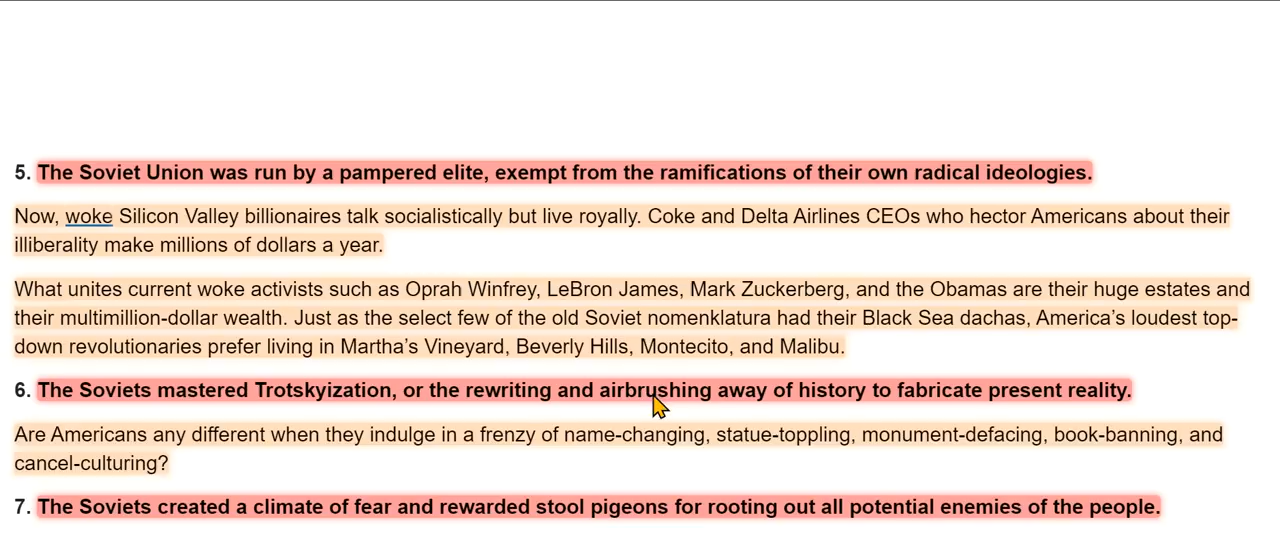 5. The Soviet Union was run by a pampered elite, exempt from the ramifications of their own radical ideologies.
Now, woke Silicon Valley billionaires talk socialistically but live royally. Coke and Delta Airlines CEOs who hector Americans about their
illiberality make millions of dollars a year.
What unites current woke activists such as Oprah Winfrey, LeBron James, Mark Zuckerberg, and the Obamas are their huge estates and
their multimillion-dollar wealth. Just as the select few of the old Soviet nomenklatura had their Black Sea dachas, America’s loudest top-
down revolutionaries prefer living in Martha’s Vineyard, Beverly Hills, Montecito, and Malibu.
6. The Soviets mastered Trotskyization, or the rewriting and airbrushing away of history to fabricate present reality.
Are Americans any different when they indulge in a frenzy of name-changing, statue-toppling, monument-defacing, book-banning, and
cancel-culturing?
7. The Soviets created a climate of fear and rewarded stool pigeons for rooting out all potential enemies of the people.